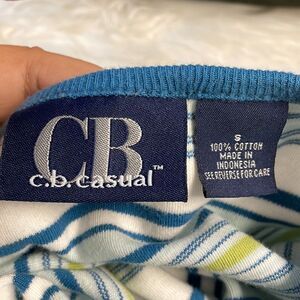 CB
c.b. casual™
S
100% COTTON
MADE IN
INDONESIA
SEE REVERSE FOR CARE